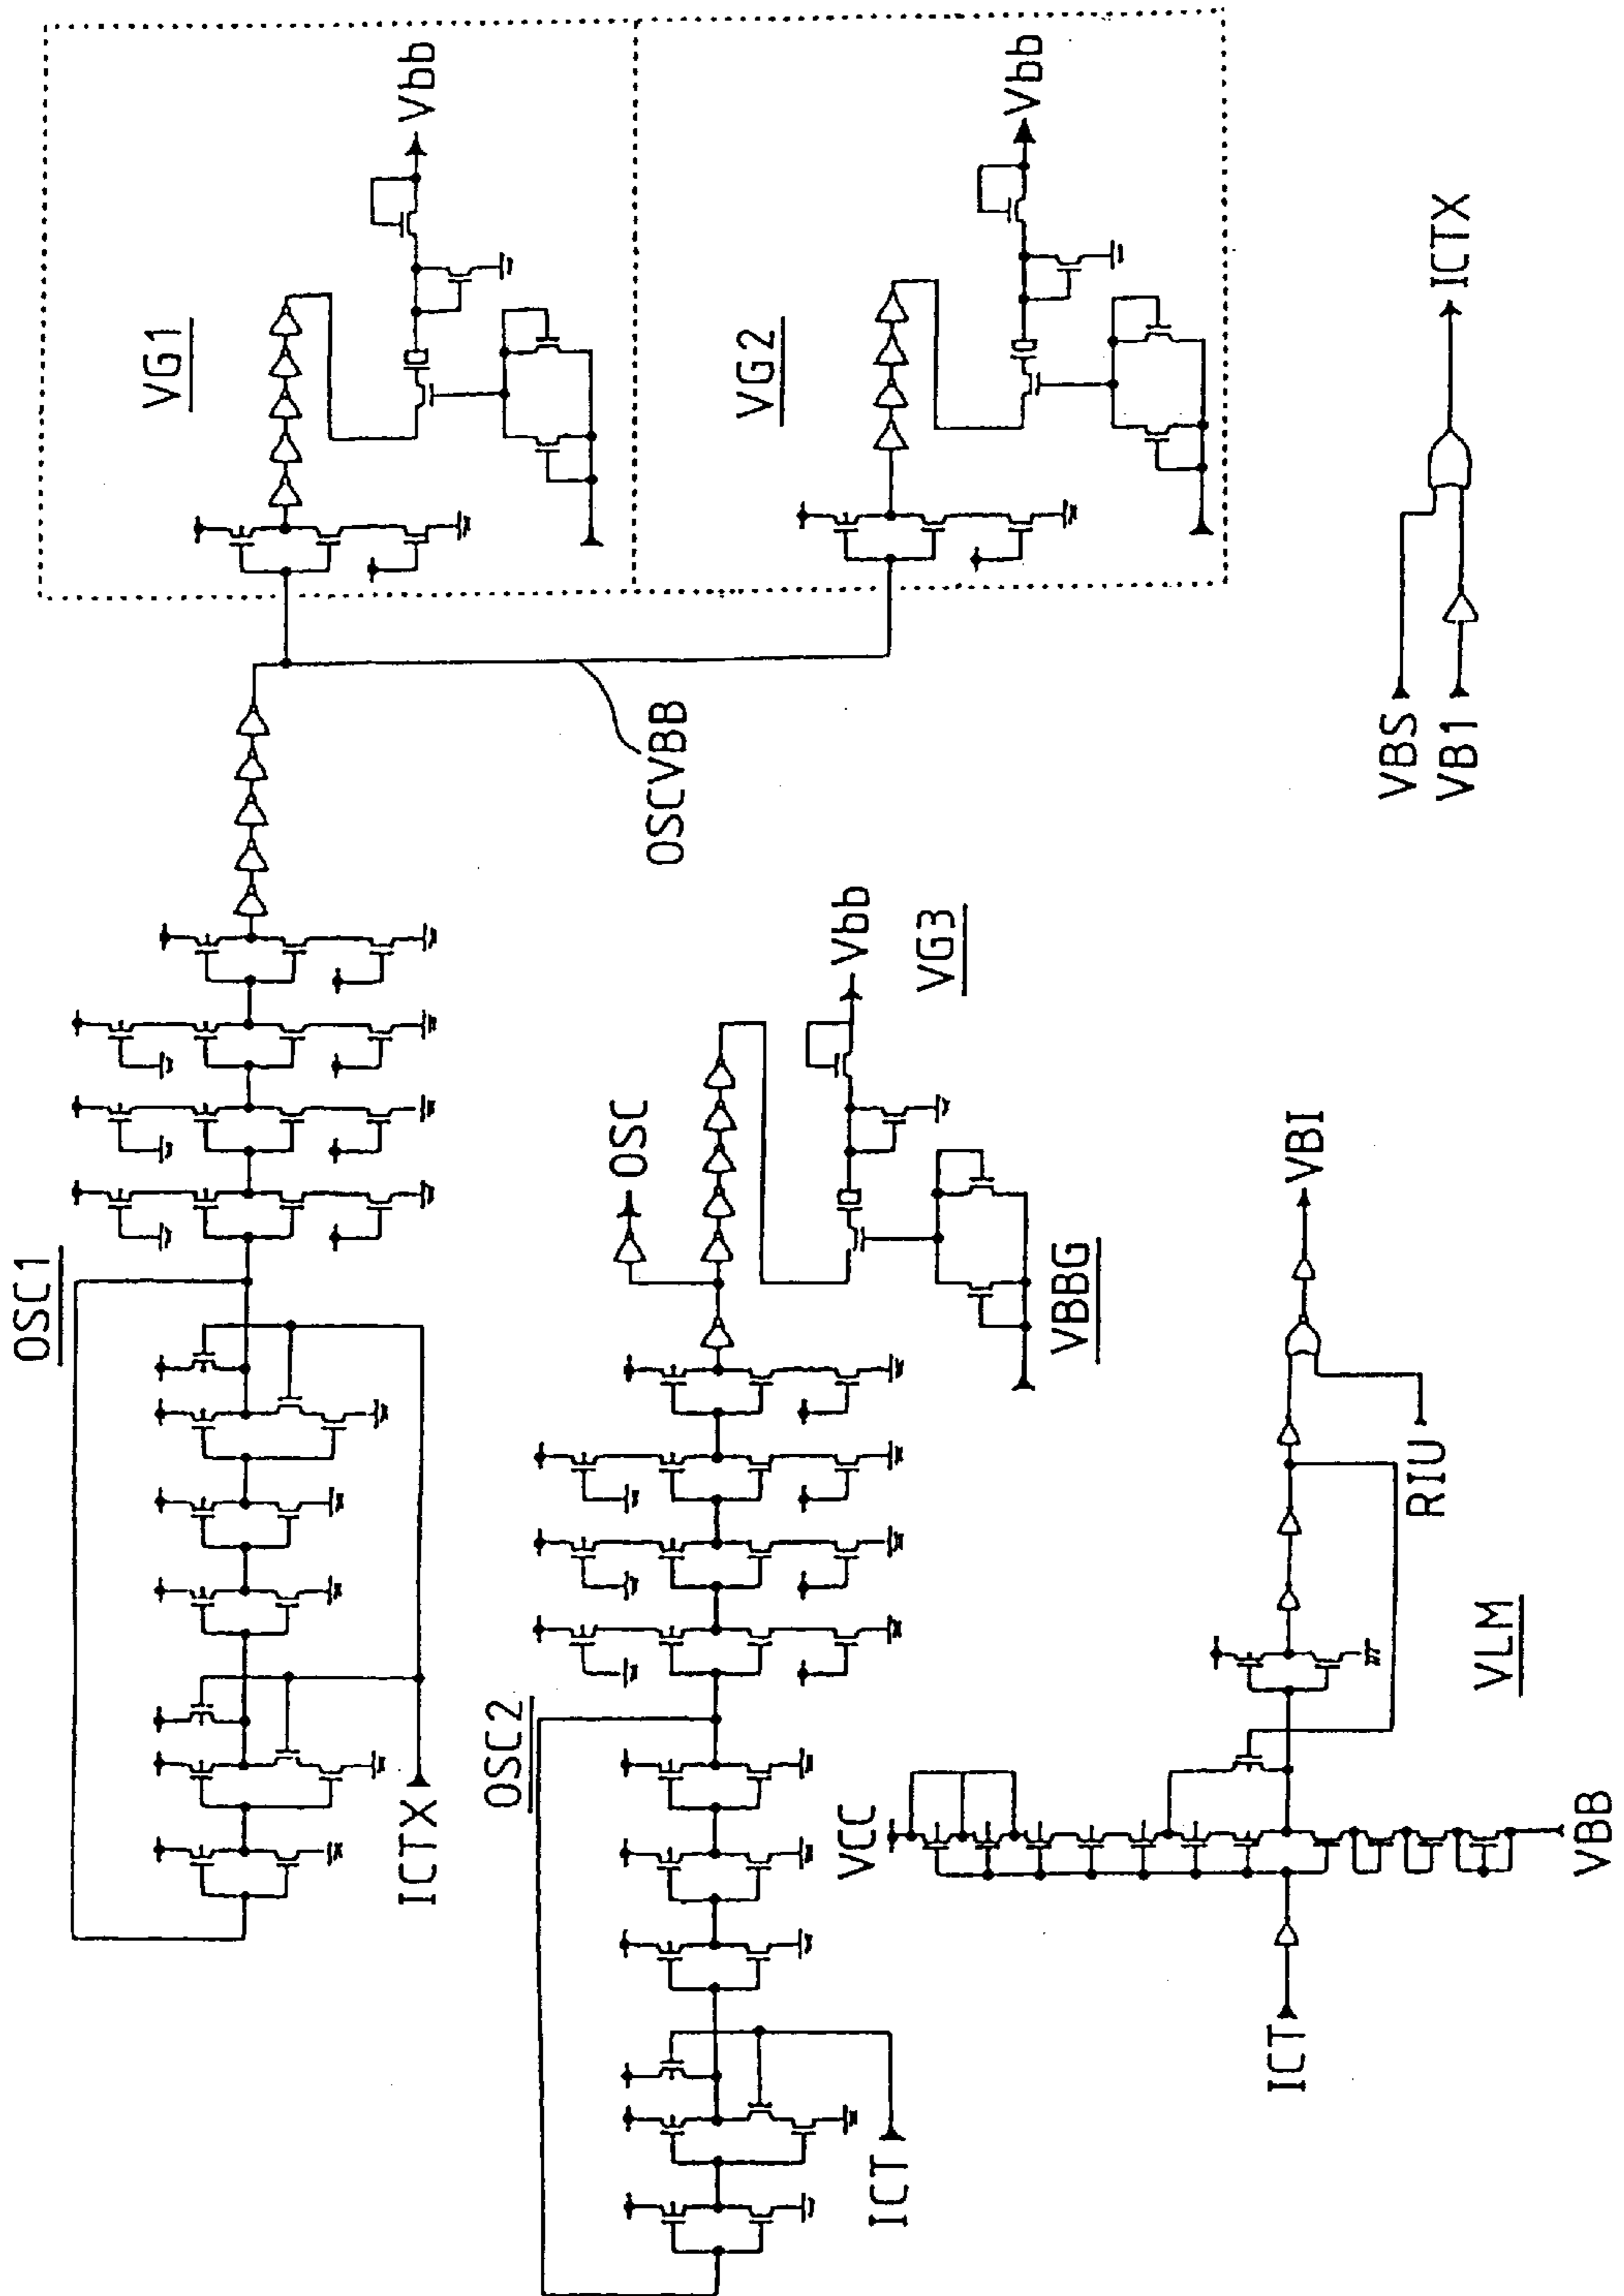 OSC1
VG1
Vbb
ICTX
OSCVBB
VG2
Vbb
OSC2
OSC
Vbb
VG3
VBBG
ICT
VBS
VB1
ICTX
VCC
ICT
VBB
VLM
RIU
VBI